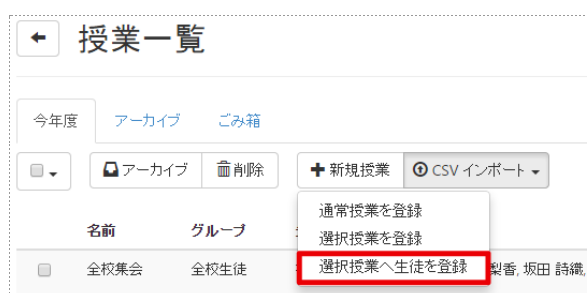 授業一覧
今年度 アーカイブ ごみ箱
アーカイブ 削除 新規授業 CSV インポート
通常授業を登録
選択授業を登録
選択授業へ生徒を登録
名前 グループ
全校集会 全校生徒 梨香, 坂田 詩織,